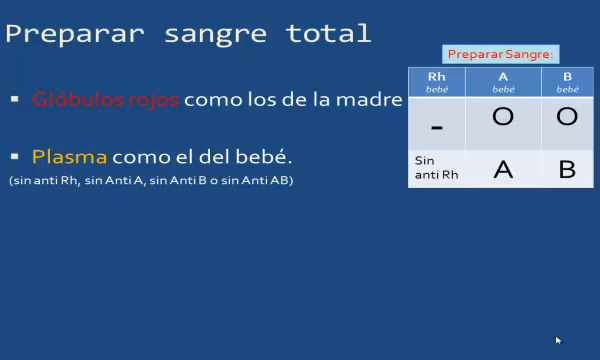 Preparar sangre total
Preparar Sangre:
▪ Glóbulos rojos como los de la madre
▪ Plasma como el del bebé.
(sin anti Rh, sin Anti A, sin Anti B o sin Anti AB)
Rh A B
bebé bebé bebé
- O O
Sin
anti Rh A B